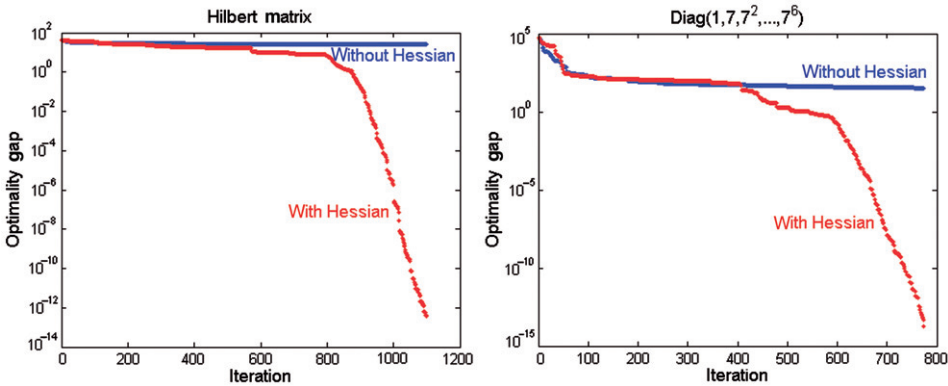 Hilbert matrix
10^2
10^0
10^−2
10^−4
10^−6
10^−8
10^−10
10^−12
10^−14
Optimality gap
Without Hessian
With Hessian
0 200 400 600 800 1000 1200
Iteration
Diag(1,7,7^2,...,7^6)
10^5
10^0
10^−5
10^−10
10^−15
Optimality gap
Without Hessian
With Hessian
0 100 200 300 400 500 600 700 800
Iteration